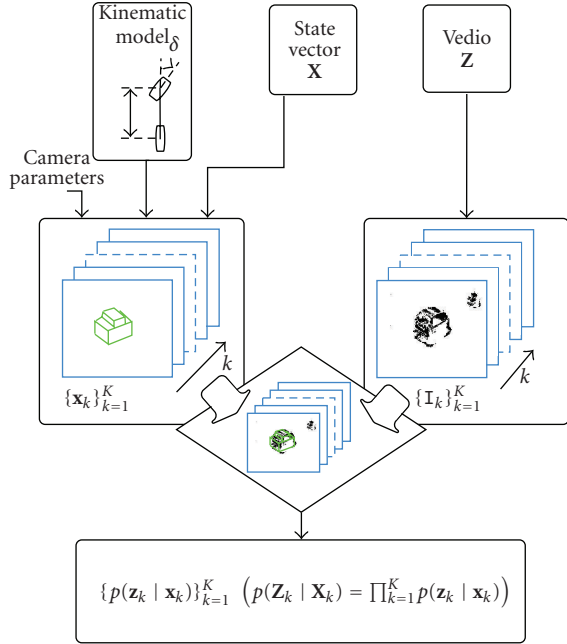 Kinematic
model
δ
State
vector
X
Vedio
Z
Camera
parameters
k
{x_k}_{k=1}^K
k
{I_k}_{k=1}^K
{p(z_k | x_k)}_{k=1}^K (p(Z_k | X_k) = ∏_{k=1}^K p(z_k | x_k))